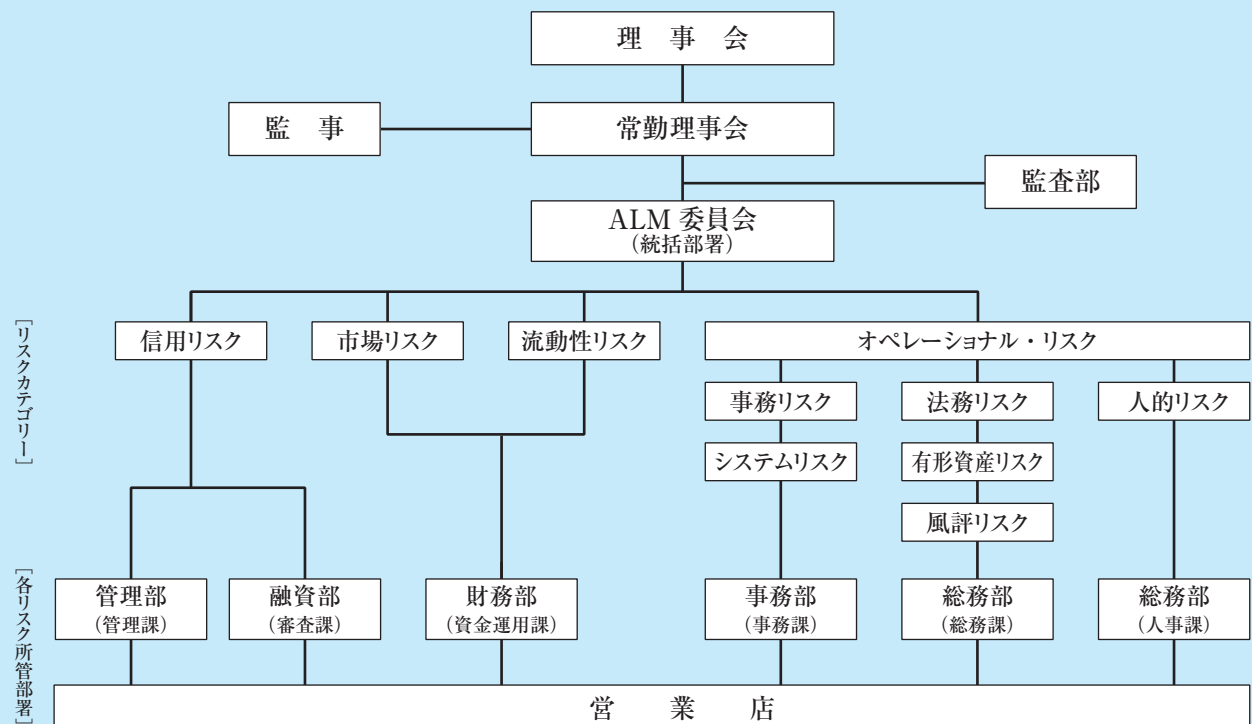 理　事　会
監　事
常勤理事会
監査部
ALM 委員会
（統括部署）
［リスクカテゴリー］
信用リスク
市場リスク
流動性リスク
オペレーショナル・リスク
事務リスク
法務リスク
人的リスク
システムリスク
有形資産リスク
風評リスク
［各リスク所管部署］
管理部
（管理課）
融資部
（審査課）
財務部
（資金運用課）
事務部
（事務課）
総務部
（総務課）
総務部
（人事課）
営　業　店